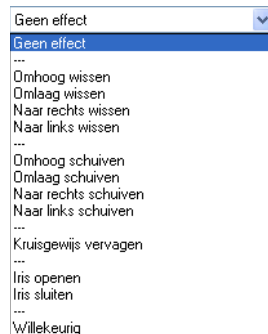 Geen effect
Geen effect
---
Omhoog wissen
Omlaag wissen
Naar rechts wissen
Naar links wissen
---
Omhoog schuiven
Omlaag schuiven
Naar rechts schuiven
Naar links schuiven
---
Kruisgewijs vervagen
---
Iris openen
Iris sluiten
---
Willekeurig